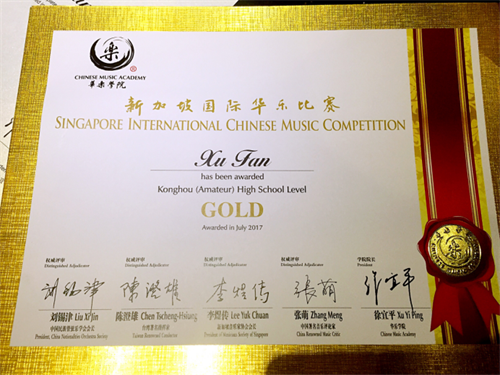 CHINESE MUSIC ACADEMY
華樂學院
新加坡国际华乐比赛
SINGAPORE INTERNATIONAL CHINESE MUSIC COMPETITION
Xu Fan
has been awarded
Konghou (Amateur) High School Level
GOLD
Awarded in July 2017
权威评审 权威评审 权威评审 权威评审 学院院长
Distinguished Adjudicator Distinguished Adjudicator Distinguished Adjudicator Distinguished Adjudicator President
刘锡津 Liu Xi Jin 陈澄雄 Chen Tscheng-Hsiung 李煜传 Lee Yuk Chuan 张萌 Zhang Meng 徐宜平 Xu Yi Ping
中国民族管弦乐学会会长 台湾著名指挥家 中国著名音乐评论家 华乐学院
President, China Nationalities Orchestra Society Taiwan Renowned Conductor President of Musicians Society of Singapore China Renowned Music Critic Chinese Music Academy